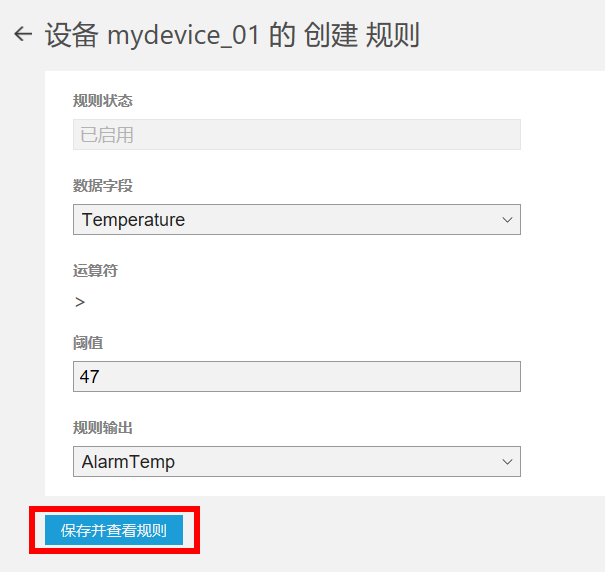 设备 mydevice_01 的 创建 规则
规则状态
已启用
数据字段
Temperature
运算符
>
阈值
47
规则输出
AlarmTemp
保存并查看规则